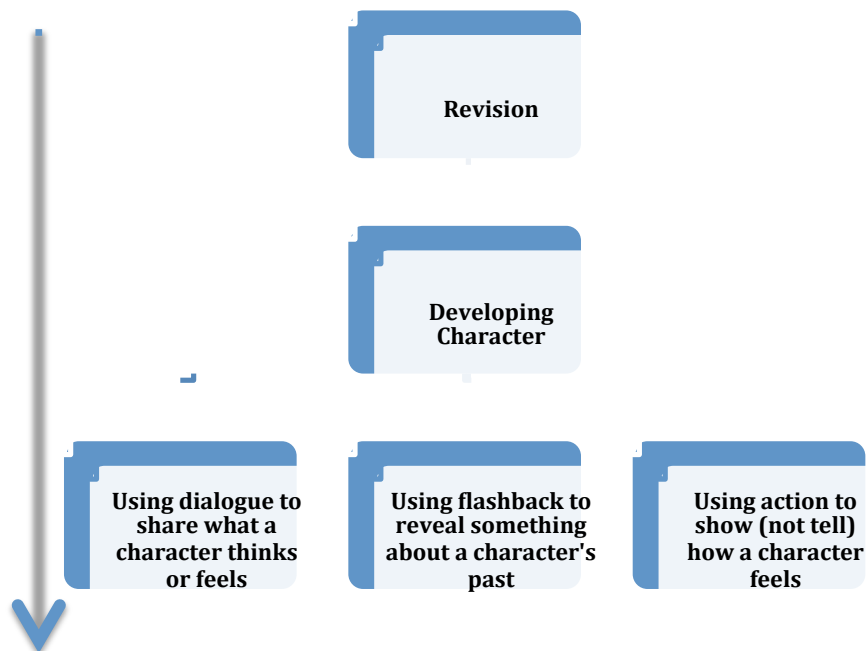 Revision
Developing
Character
Using dialogue to
share what a
character thinks
or feels
Using flashback to
reveal something
about a character's
past
Using action to
show (not tell)
how a character
feels